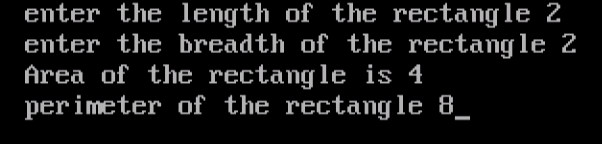 enter the length of the rectangle 2
enter the breadth of the rectangle 2
Area of the rectangle is 4
perimeter of the rectangle 8_